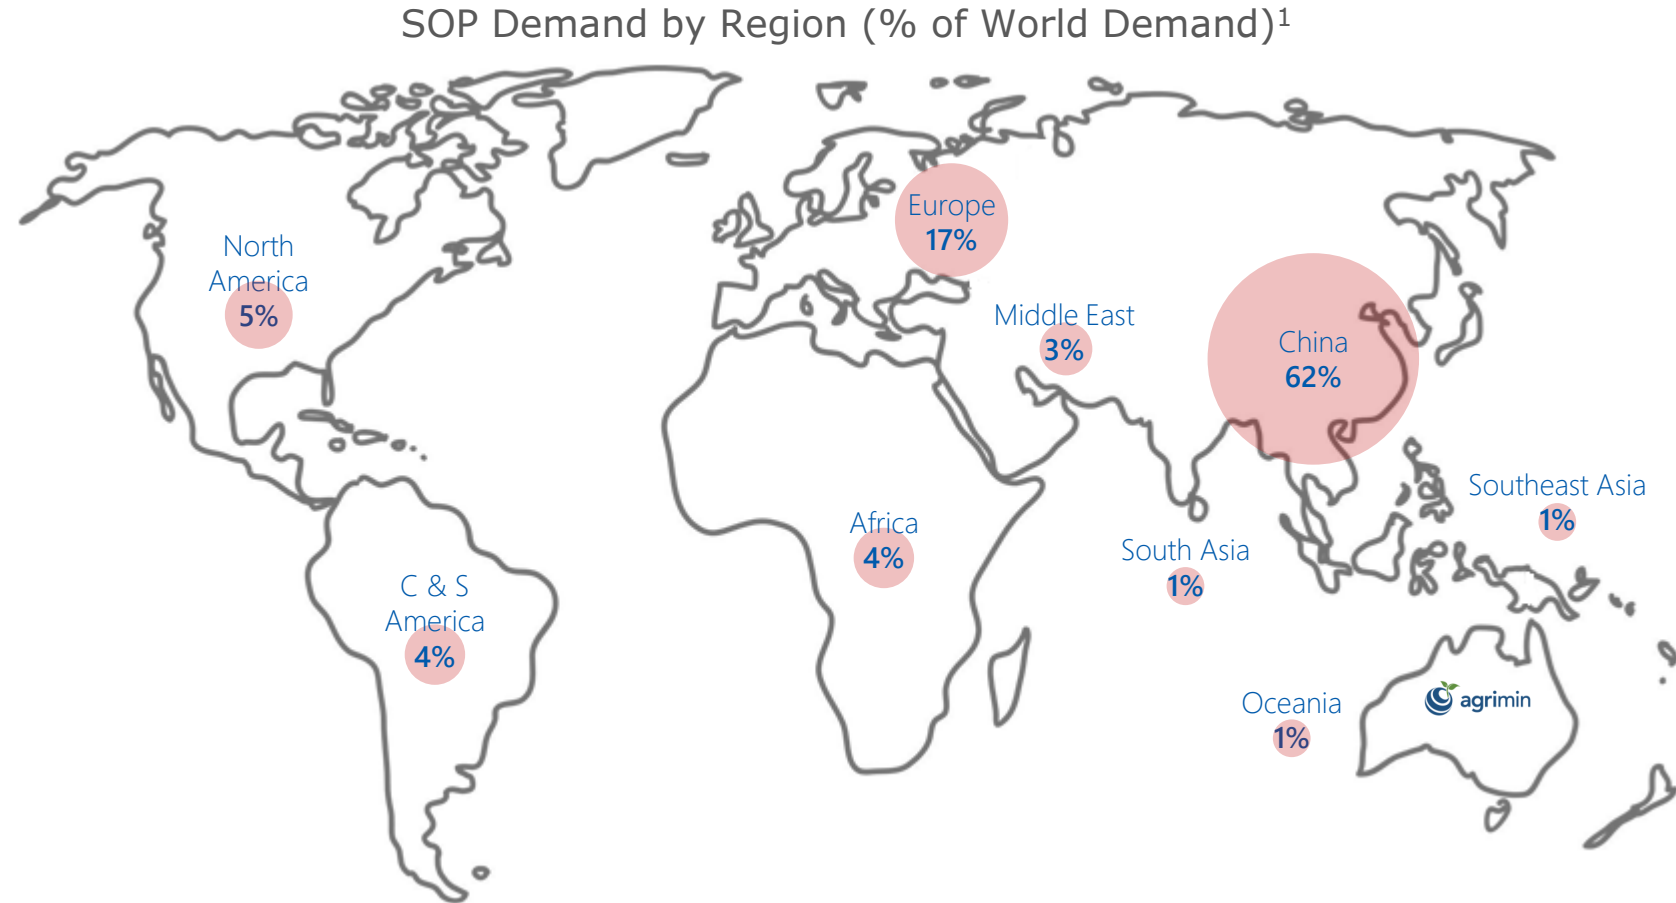 SOP Demand by Region (% of World Demand)¹
Europe
17%
North
America
5%
Middle East
3%
China
62%
Southeast Asia
1%
Africa
4%
South Asia
1%
C & S
America
4%
Oceania
1%
agrimin